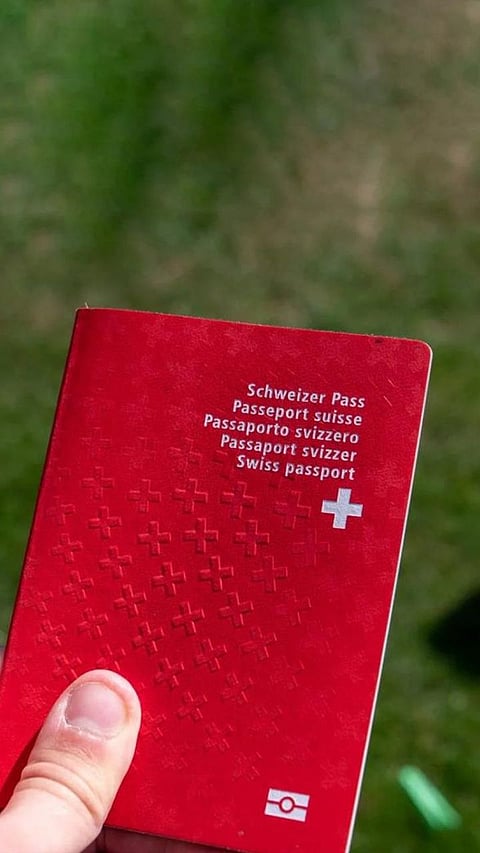 Schweizer Pass
Passeport suisse
Passaporto svizzero
Passaport svizzer
Swiss passport